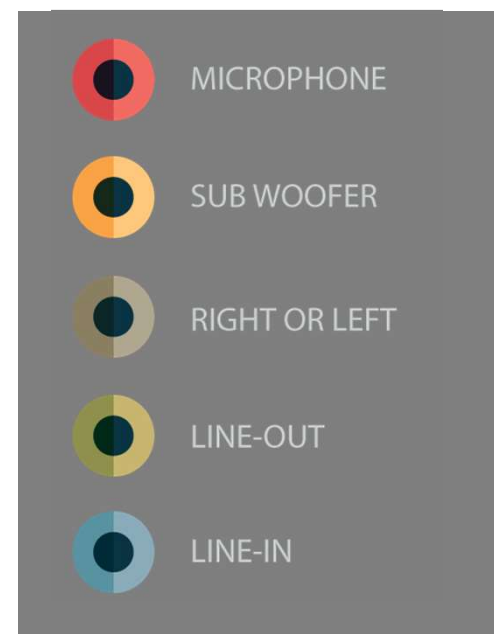 MICROPHONE
SUB WOOFER
RIGHT OR LEFT
LINE-OUT
LINE-IN